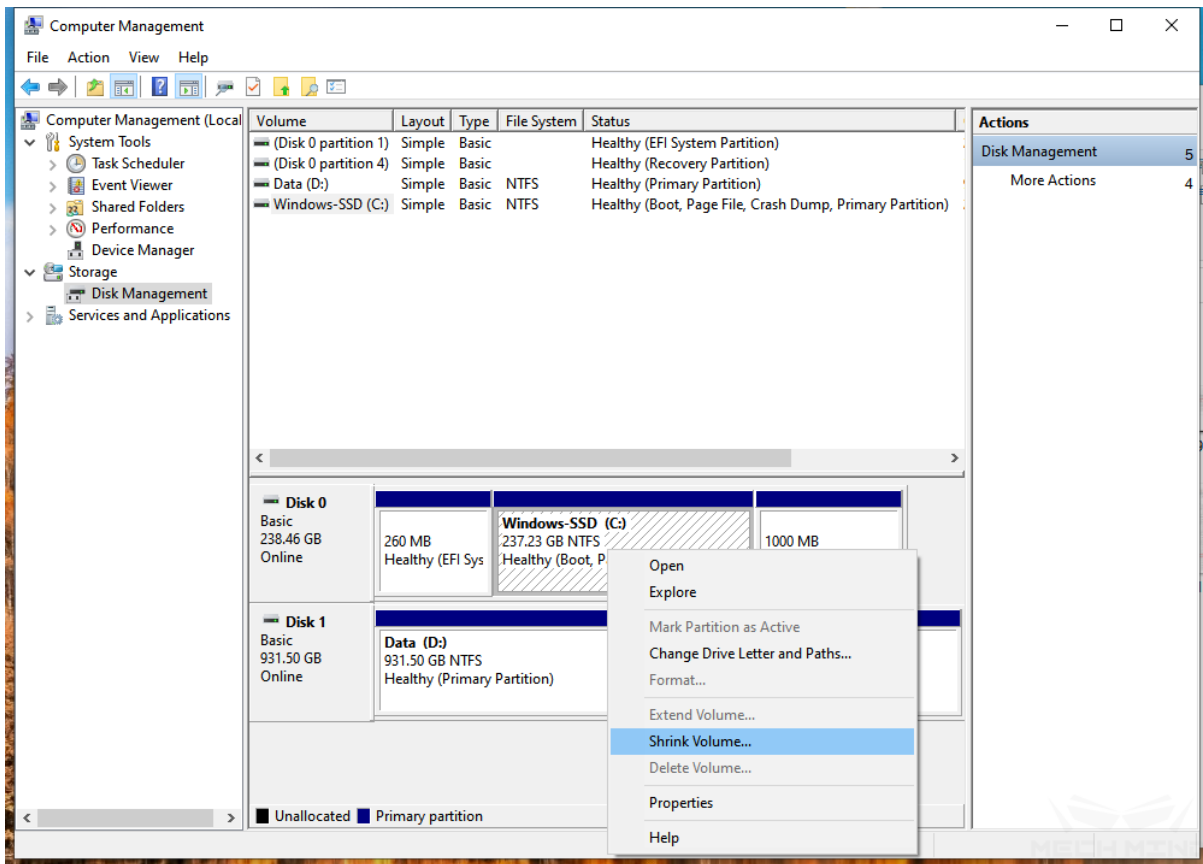 Computer Management
File Action View Help
Computer Management (Local
System Tools
Task Scheduler
Event Viewer
Shared Folders
Performance
Device Manager
Storage
Disk Management
Services and Applications
Volume Layout Type File System Status
(Disk 0 partition 1) Simple Basic Healthy (EFI System Partition)
(Disk 0 partition 4) Simple Basic Healthy (Recovery Partition)
Data (D:) Simple Basic NTFS Healthy (Primary Partition)
Windows-SSD (C:) Simple Basic NTFS Healthy (Boot, Page File, Crash Dump, Primary Partition)
Actions
Disk Management 5
More Actions 4
Disk 0
Basic
238.46 GB
Online
260 MB
Healthy (EFI Sys
Windows-SSD (C:)
237.23 GB NTFS
Healthy (Boot, P
1000 MB
Disk 1
Basic
931.50 GB
Online
Data (D:)
931.50 GB NTFS
Healthy (Primary Partition)
Open
Explore
Mark Partition as Active
Change Drive Letter and Paths...
Format...
Extend Volume...
Shrink Volume...
Delete Volume...
Properties
Help
Unallocated Primary partition
MECH MIND